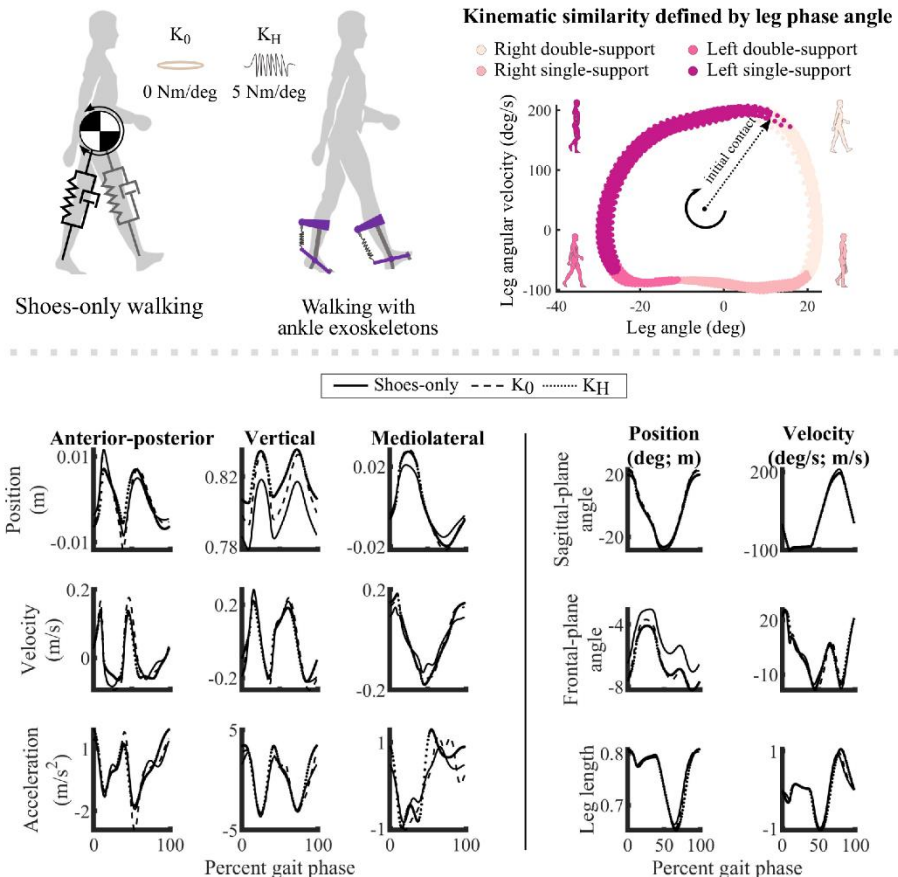 K0
KH
0 Nm/deg
5 Nm/deg
Shoes-only walking
Walking with
ankle exoskeletons
Kinematic similarity defined by leg phase angle
Right double-support
Left double-support
Right single-support
Left single-support
Leg angular velocity (deg/s)
200
100
0
-100
initial contact
-40
-20
0
20
Leg angle (deg)
Shoes-only
K0
KH
Anterior-posterior
Vertical
Mediolateral
Position
(m)
0.01
-0.01
0.82
0.78
0.02
-0.02
Velocity
(m/s)
0.2
0
0.2
-0.2
0.2
-0.2
Acceleration
(m/s2)
1
-2
0
100
5
-5
0
100
1
-1
0
100
Percent gait phase
Position
(deg; m)
Velocity
(deg/s; m/s)
Sagittal-plane
angle
20
-20
200
-100
Frontal-plane
angle
-4
-8
20
-10
Leg length
0.8
0.7
0
50
100
1
-1
0
50
100
Percent gait phase